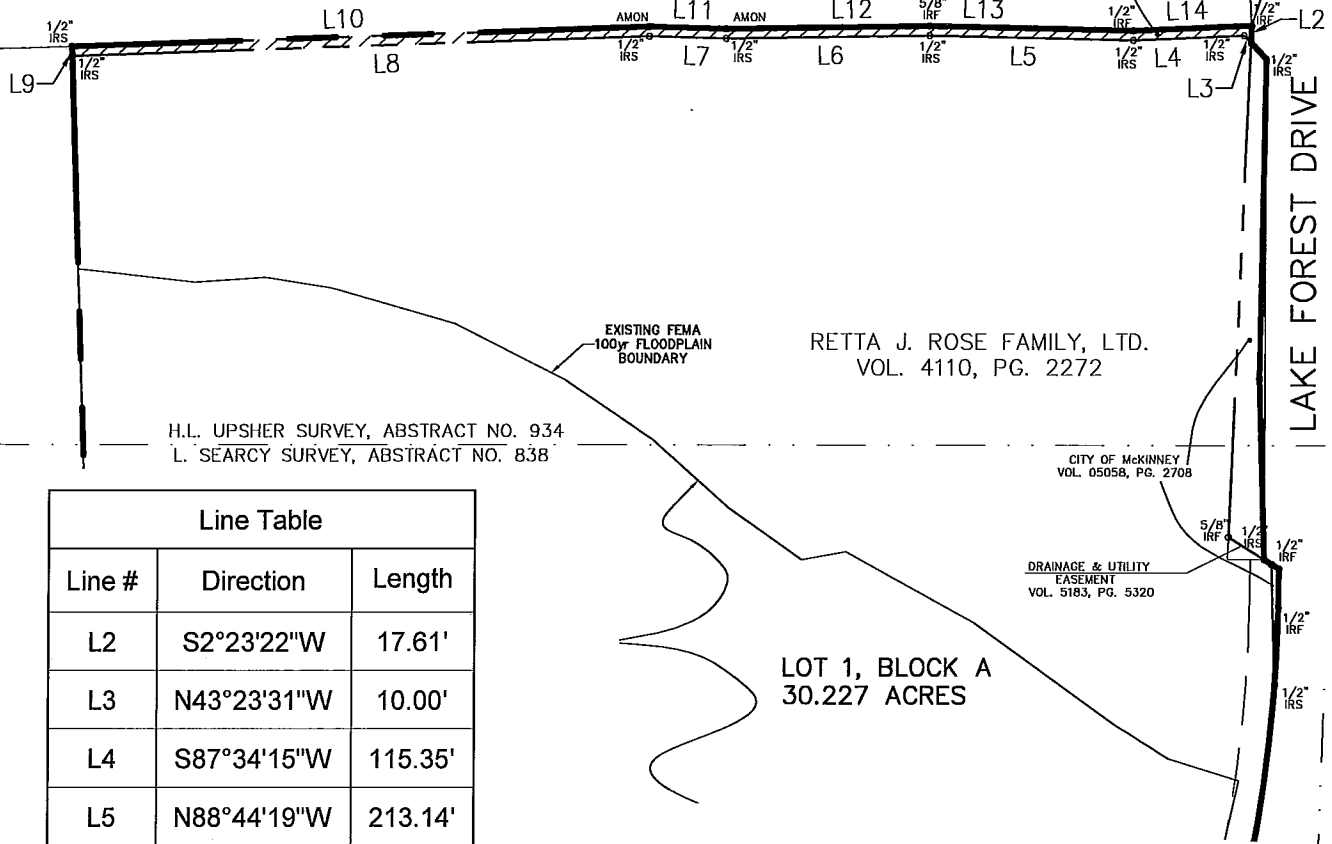 L10
L11
L12
L13
L14
1/2"
IRS
AMON
AMON
5/8"
IRF
1/2"
IRF
1/2"
IRF
L2
L9
1/2"
IRS
L8
1/2"
IRS
L7
1/2"
IRS
L6
1/2"
IRS
L5
1/2"
IRS
L4
1/2"
IRS
L3
1/2"
IRS
LAKE FOREST DRIVE
EXISTING FEMA
100yr FLOODPLAIN
BOUNDARY
RETTA J. ROSE FAMILY, LTD.
VOL. 4110, PG. 2272
H.L. UPSHER SURVEY, ABSTRACT NO. 934
L. SEARCY SURVEY, ABSTRACT NO. 838
CITY OF McKINNEY
VOL. 05058, PG. 2708
5/8"
IRF
1/2"
IRS
1/2"
IRF
DRAINAGE & UTILITY
EASEMENT
VOL. 5183, PG. 5320
1/2"
IRF
1/2"
IRS
LOT 1, BLOCK A
30.227 ACRES
Line Table
Line # Direction Length
L2 S2°23'22"W 17.61'
L3 N43°23'31"W 10.00'
L4 S87°34'15"W 115.35'
L5 N88°44'19"W 213.14'